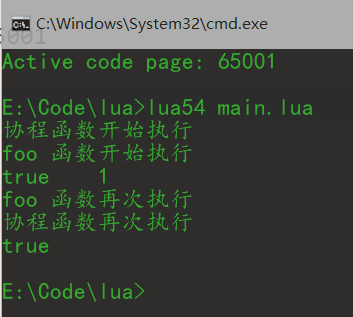 C:\Windows\System32\cmd.exe
Active code page: 65001
E:\Code\lua>lua54 main.lua
协程函数开始执行
foo 函数开始执行
true 1
foo 函数再次执行
协程函数再次执行
true
E:\Code\lua>